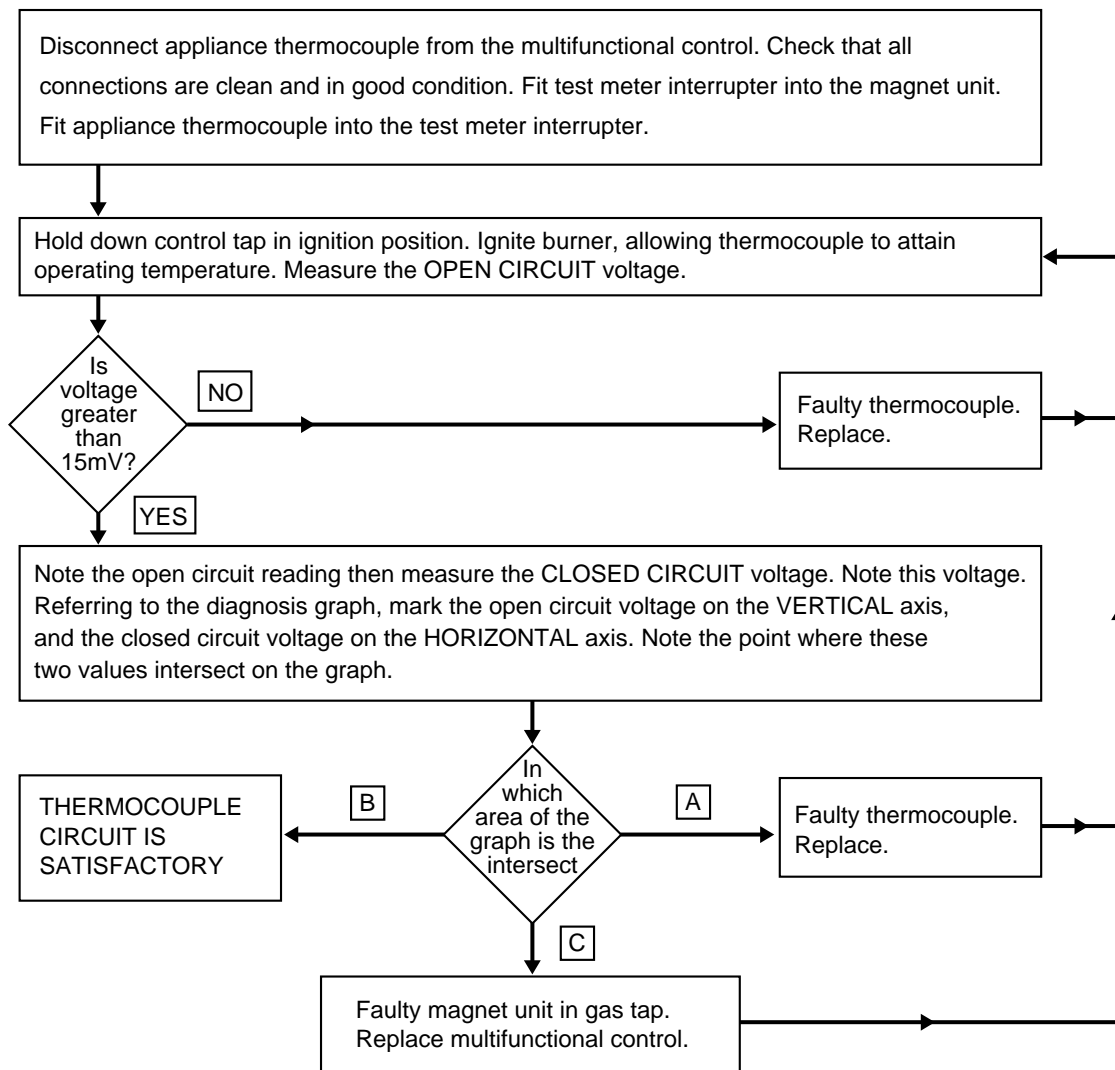 Disconnect appliance thermocouple from the multifunctional control. Check that all
connections are clean and in good condition. Fit test meter interrupter into the magnet unit.
Fit appliance thermocouple into the test meter interrupter.
Hold down control tap in ignition position. Ignite burner, allowing thermocouple to attain
operating temperature. Measure the OPEN CIRCUIT voltage.
Is
voltage
greater
than
15mV?
NO
Faulty thermocouple.
Replace.
YES
Note the open circuit reading then measure the CLOSED CIRCUIT voltage. Note this voltage.
Referring to the diagnosis graph, mark the open circuit voltage on the VERTICAL axis,
and the closed circuit voltage on the HORIZONTAL axis. Note the point where these
two values intersect on the graph.
In
which
area of the
graph is the
intersect
B
THERMOCOUPLE
CIRCUIT IS
SATISFACTORY
A
Faulty thermocouple.
Replace.
C
Faulty magnet unit in gas tap.
Replace multifunctional control.